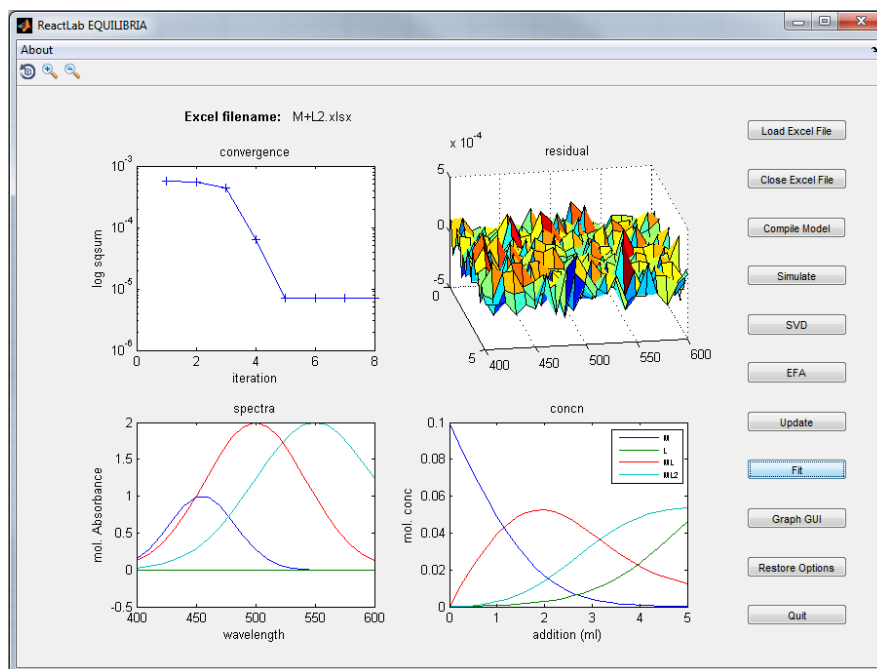 ReactLab EQUILIBRIA
About
Excel filename: M+L2.xlsx
convergence
10^-3
10^-4
10^-5
10^-6
log sqsum
0 2 4 6 8
iteration
x 10^-4
residual
5
0
-5
0
5
400 450 500 550 600
spectra
2
1.5
1
0.5
0
-0.5
mol. Absorbance
400 450 500 550 600
wavelength
concn
0.1
0.08
0.06
0.04
0.02
0
mol. conc
M
L
ML
ML2
0 1 2 3 4 5
addition (ml)
Load Excel File
Close Excel File
Compile Model
Simulate
SVD
EFA
Update
Fit
Graph GUI
Restore Options
Quit